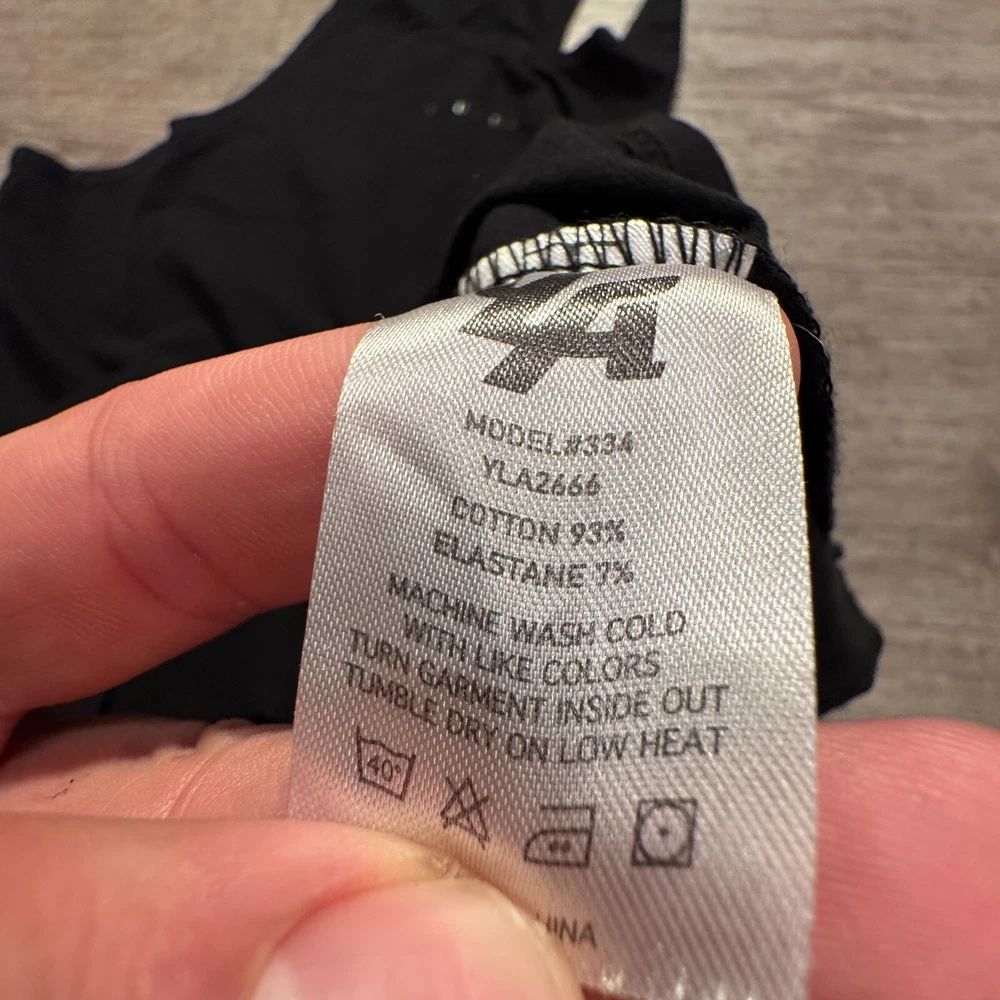 MODEL#334
YLA2666
COTTON 93%
ELASTANE 7%
MACHINE WASH COLD
WITH LIKE COLORS
TURN GARMENT INSIDE OUT
TUMBLE DRY ON LOW HEAT
40°